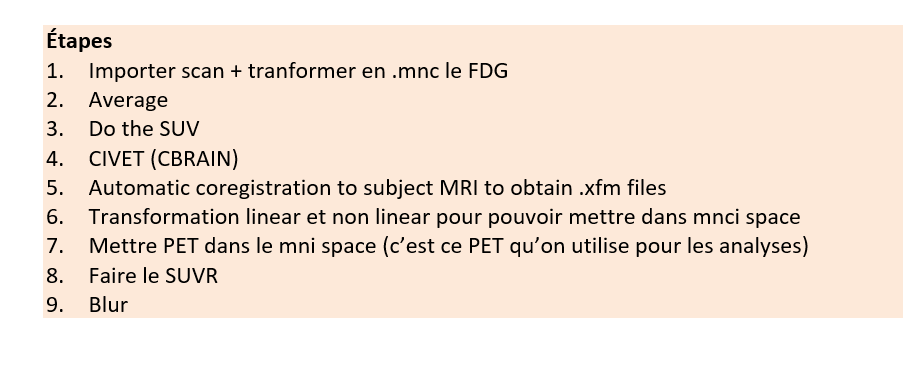 Étapes
1. Importer scan + tranformer en .mnc le FDG
2. Average
3. Do the SUV
4. CIVET (CBRAIN)
5. Automatic coregistration to subject MRI to obtain .xfm files
6. Transformation linear et non linear pour pouvoir mettre dans mnci space
7. Mettre PET dans le mni space (c’est ce PET qu’on utilise pour les analyses)
8. Faire le SUVR
9. Blur